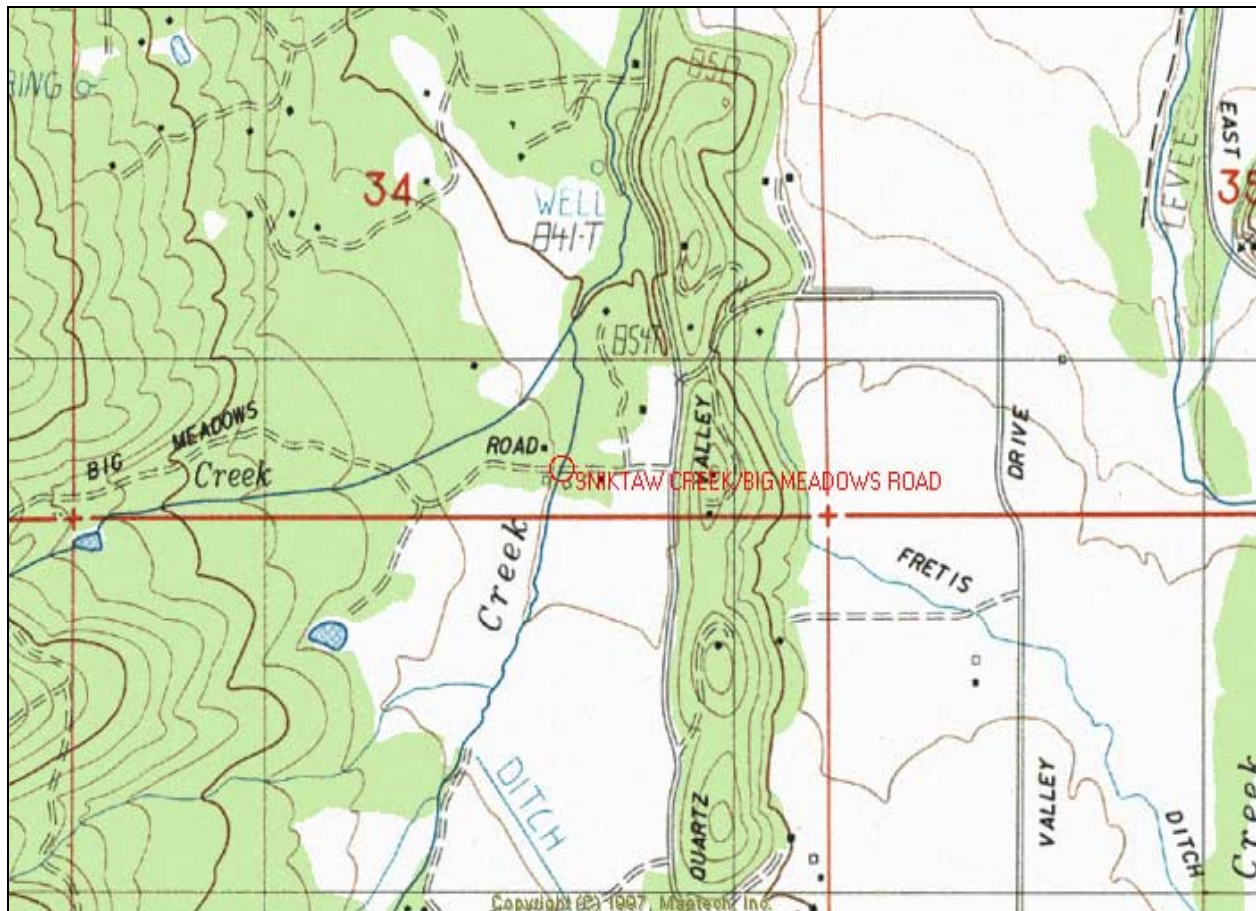 850
RING
34
WELL
841-T
LEVEE
EAST
35
854T
BIG MEADOWS ROAD
Creek
SNIKTAW CREEK/BIG MEADOWS ROAD
Creek
QUARTZ VALLEY
DRIVE
VALLEY
FRETIS
DITCH
DITCH
Creek
Copyright (C) 1997, Maptech, Inc.